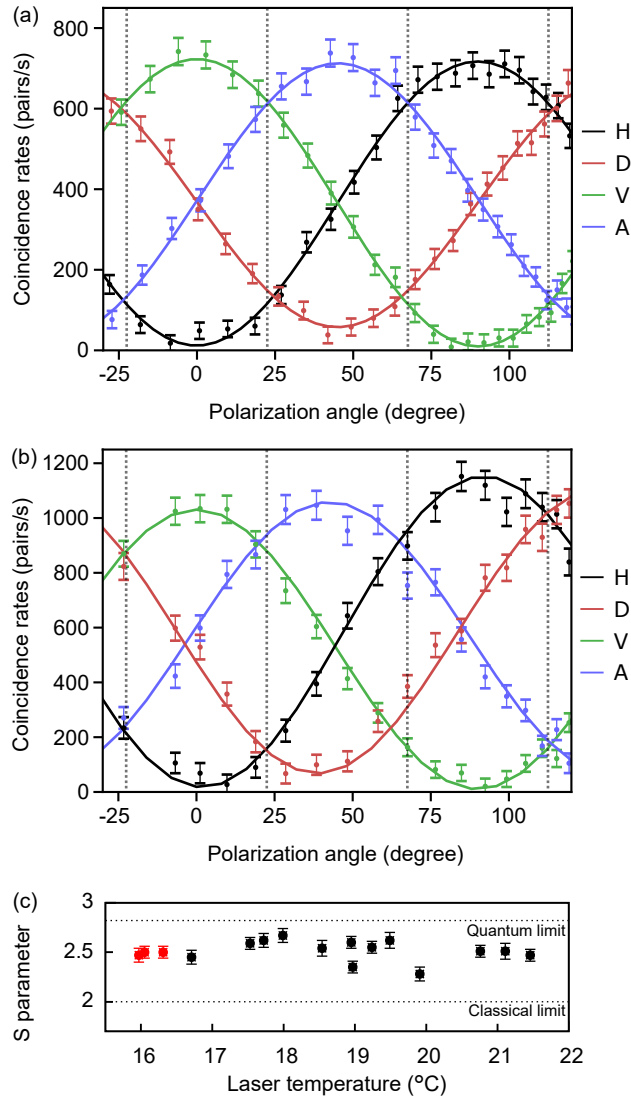 (a)
800
600
400
200
0
Coincidence rates (pairs/s)
-25 0 25 50 75 100
Polarization angle (degree)
H
D
V
A
(b)
1200
1000
800
600
400
200
0
Coincidence rates (pairs/s)
-25 0 25 50 75 100
Polarization angle (degree)
H
D
V
A
(c)
3
2.5
2
S parameter
Quantum limit
Classical limit
16 17 18 19 20 21 22
Laser temperature (°C)